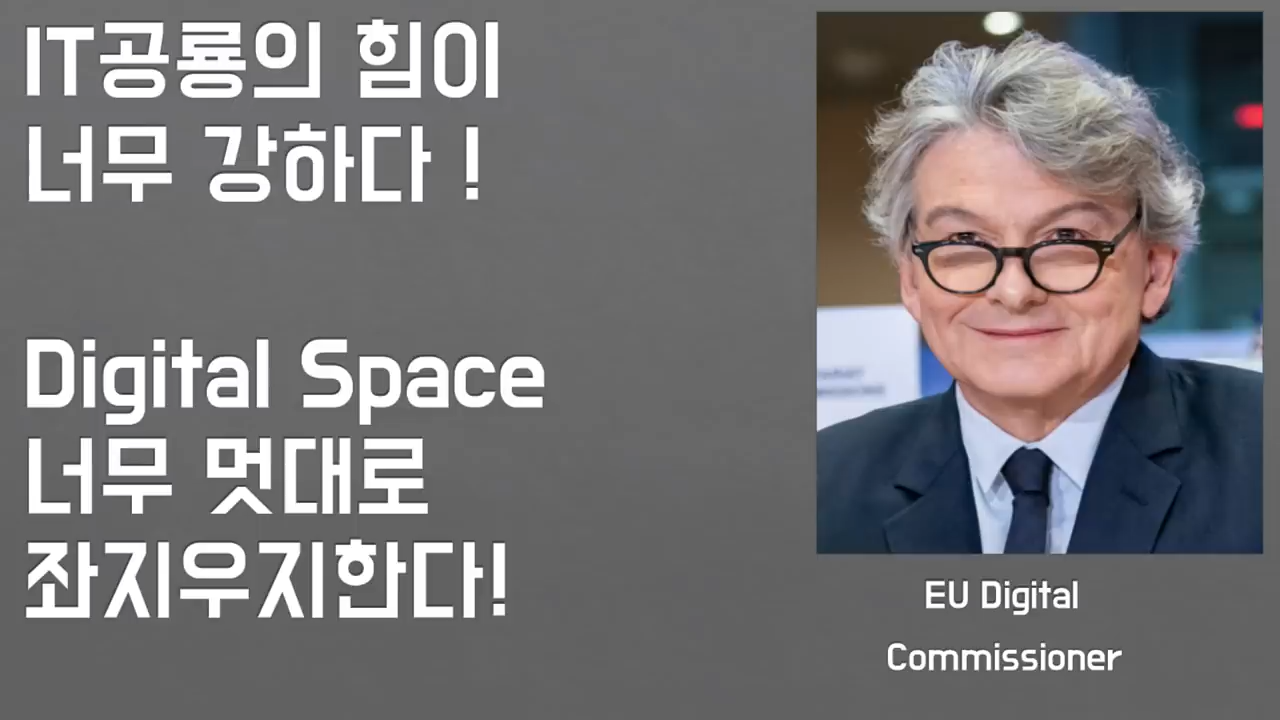 IT공룡의 힘이
너무 강하다 !
Digital Space
너무 멋대로
좌지우지한다!
EU Digital
Commissioner